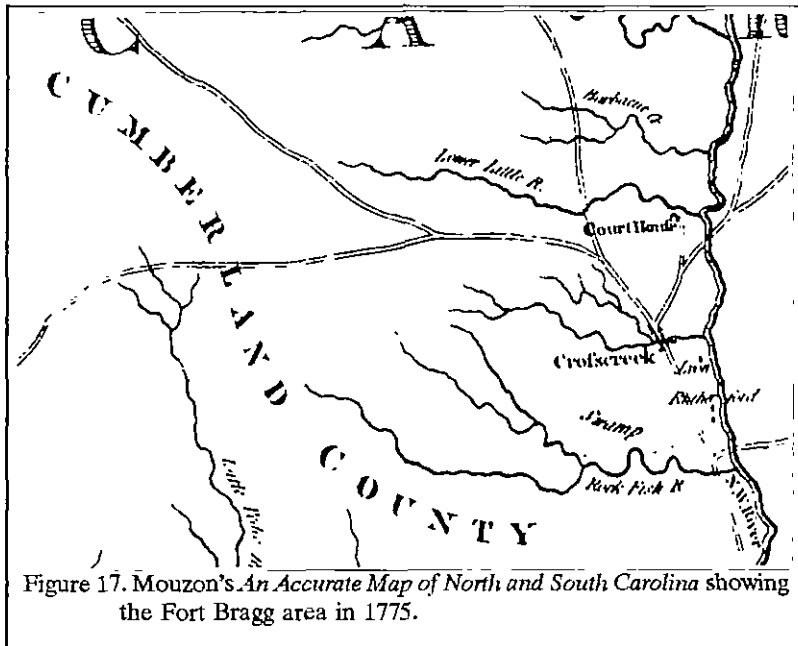 CUMBERLAND
COUNTY
Barbacue
Lower Little R.
Court House
Crofscreek
Swamp
Rock Fish R
N.W. River
Figure 17. Mouzon's An Accurate Map of North and South Carolina showing
the Fort Bragg area in 1775.